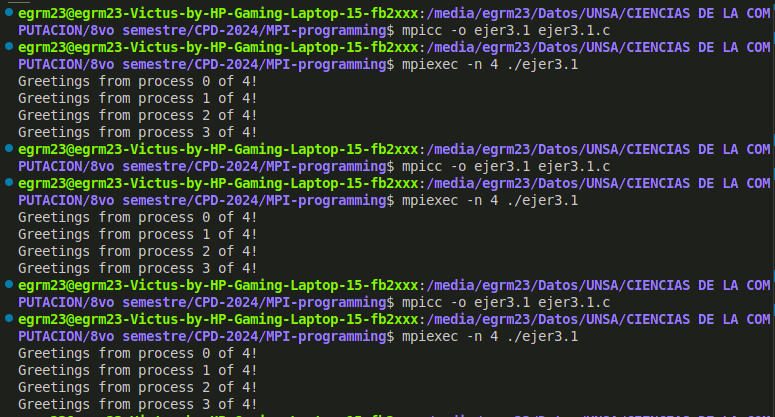 egrm23@egrm23-Victus-by-HP-Gaming-Laptop-15-fb2xxx:/media/egrm23/Datos/UNSA/CIENCIAS DE LA COM
PUTACION/8vo semestre/CPD-2024/MPI-programming$ mpicc -o ejer3.1 ejer3.1.c
egrm23@egrm23-Victus-by-HP-Gaming-Laptop-15-fb2xxx:/media/egrm23/Datos/UNSA/CIENCIAS DE LA COM
PUTACION/8vo semestre/CPD-2024/MPI-programming$ mpiexec -n 4 ./ejer3.1
Greetings from process 0 of 4!
Greetings from process 1 of 4!
Greetings from process 2 of 4!
Greetings from process 3 of 4!
egrm23@egrm23-Victus-by-HP-Gaming-Laptop-15-fb2xxx:/media/egrm23/Datos/UNSA/CIENCIAS DE LA COM
PUTACION/8vo semestre/CPD-2024/MPI-programming$ mpicc -o ejer3.1 ejer3.1.c
egrm23@egrm23-Victus-by-HP-Gaming-Laptop-15-fb2xxx:/media/egrm23/Datos/UNSA/CIENCIAS DE LA COM
PUTACION/8vo semestre/CPD-2024/MPI-programming$ mpiexec -n 4 ./ejer3.1
Greetings from process 0 of 4!
Greetings from process 1 of 4!
Greetings from process 2 of 4!
Greetings from process 3 of 4!
egrm23@egrm23-Victus-by-HP-Gaming-Laptop-15-fb2xxx:/media/egrm23/Datos/UNSA/CIENCIAS DE LA COM
PUTACION/8vo semestre/CPD-2024/MPI-programming$ mpicc -o ejer3.1 ejer3.1.c
egrm23@egrm23-Victus-by-HP-Gaming-Laptop-15-fb2xxx:/media/egrm23/Datos/UNSA/CIENCIAS DE LA COM
PUTACION/8vo semestre/CPD-2024/MPI-programming$ mpiexec -n 4 ./ejer3.1
Greetings from process 0 of 4!
Greetings from process 1 of 4!
Greetings from process 2 of 4!
Greetings from process 3 of 4!